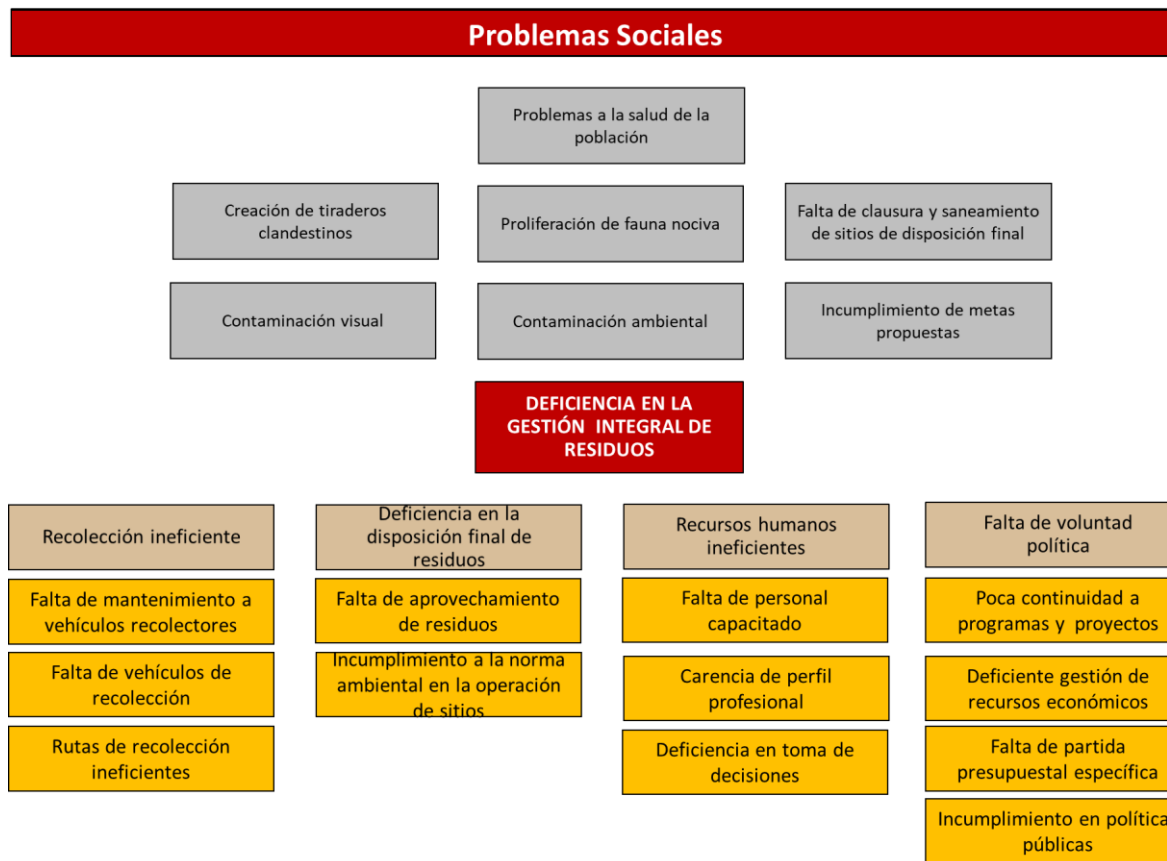 Problemas Sociales
Problemas a la salud de la
población
Creación de tiraderos
clandestinos
Proliferación de fauna nociva
Falta de clausura y saneamiento
de sitios de disposición final
Contaminación visual
Contaminación ambiental
Incumplimiento de metas
propuestas
DEFICIENCIA EN LA
GESTIÓN INTEGRAL DE
RESIDUOS
Recolección ineficiente
Deficiencia en la
disposición final de
residuos
Recursos humanos
ineficientes
Falta de voluntad
política
Falta de mantenimiento a
vehículos recolectores
Falta de aprovechamiento
de residuos
Falta de personal
capacitado
Poca continuidad a
programas y proyectos
Falta de vehículos de
recolección
Incumplimiento a la norma
ambiental en la operación
de sitios
Carencia de perfil
profesional
Deficiente gestión de
recursos económicos
Rutas de recolección
ineficientes
Deficiencia en toma de
decisiones
Falta de partida
presupuestal específica
Incumplimiento en política
públicas